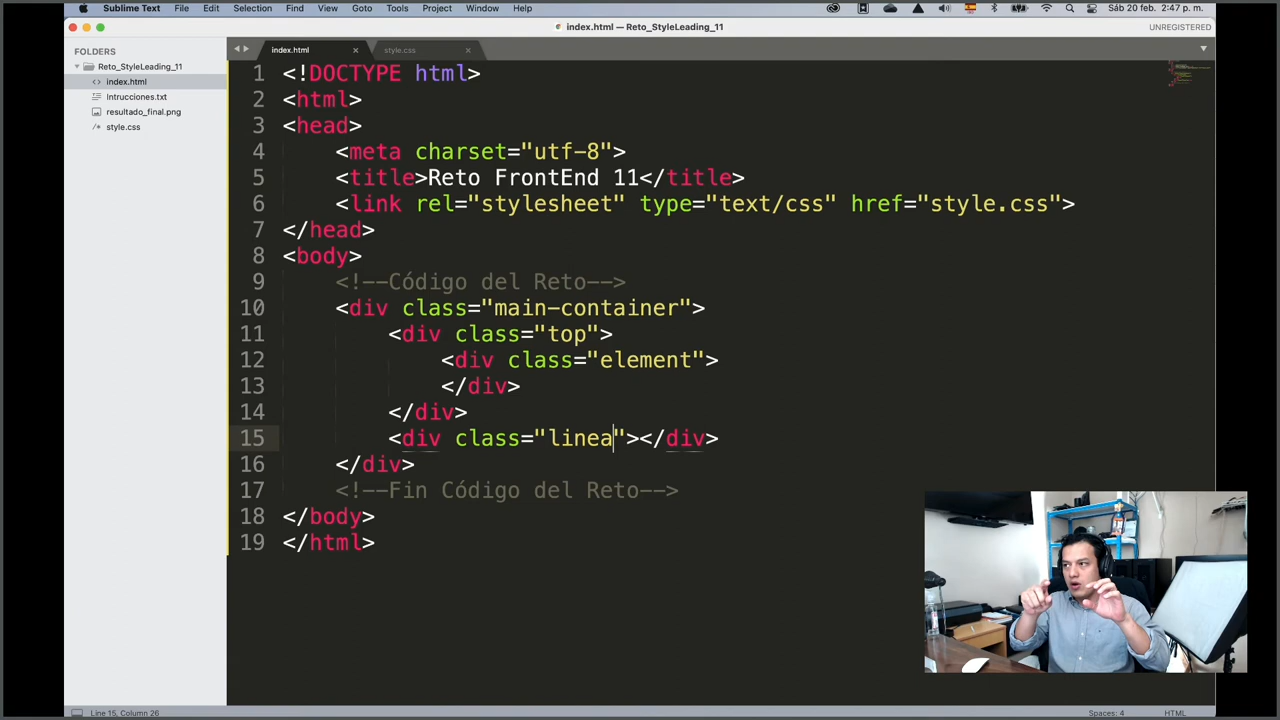 Sublime Text File Edit Selection Find View Goto Tools Project Window Help Sáb 20 feb. 2:47 p. m.
index.html — Reto_StyleLeading_11 UNREGISTERED
FOLDERS
Reto_StyleLeading_11
index.html
Intrucciones.txt
resultado_final.png
style.css
index.html × style.css ×
1 <!DOCTYPE html>
2 <html>
3 <head>
4 <meta charset="utf-8">
5 <title>Reto FrontEnd 11</title>
6 <link rel="stylesheet" type="text/css" href="style.css">
7 </head>
8 <body>
9 <!--Código del Reto-->
10 <div class="main-container">
11 <div class="top">
12 <div class="element">
13 </div>
14 </div>
15 <div class="linea"></div>
16 </div>
17 <!--Fin Código del Reto-->
18 </body>
19 </html>
Line 15, Column 26 Spaces: 4 HTML